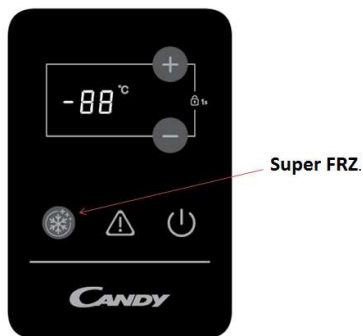 -88 °C
+
1s
−
Super FRZ.
CANDY